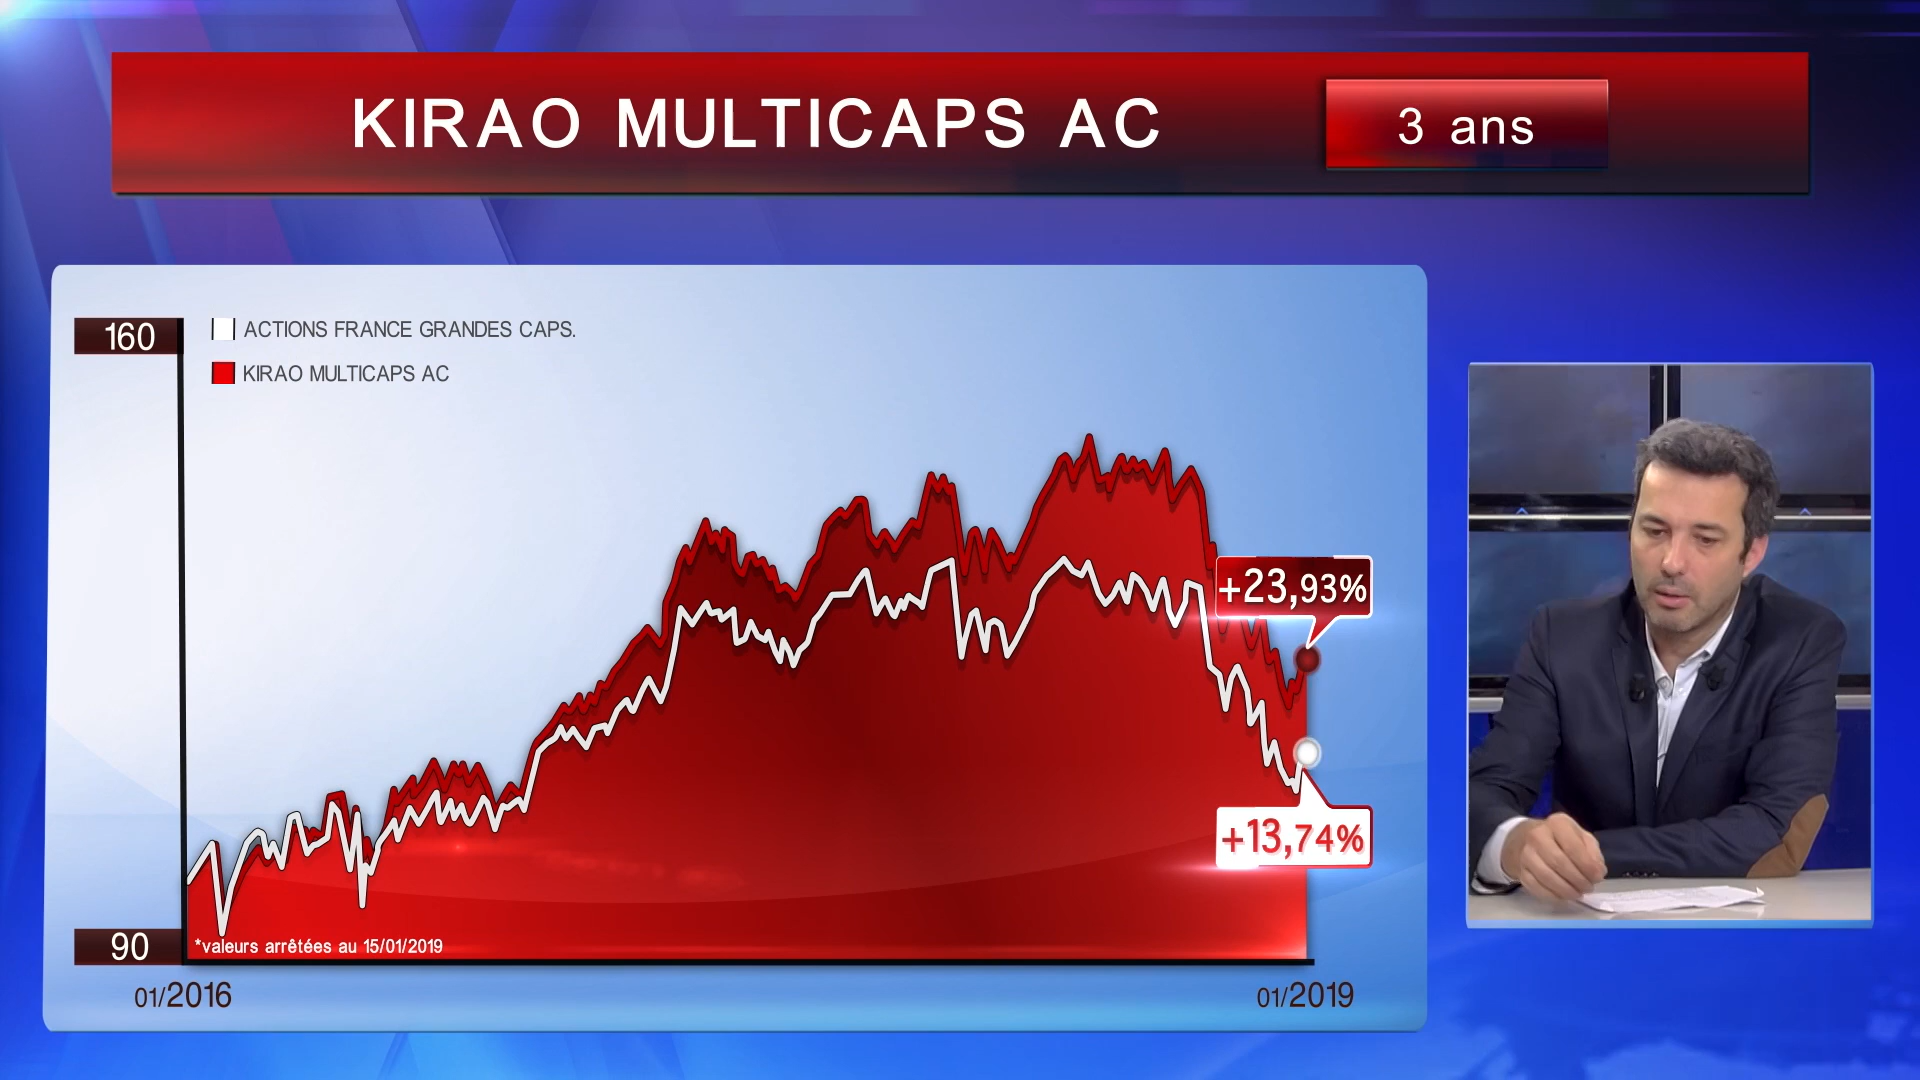 KIRAO MULTICAPS AC
3 ans
160
ACTIONS FRANCE GRANDES CAPS.
KIRAO MULTICAPS AC
+23,93%
+13,74%
90
*valeurs arrêtées au 15/01/2019
01/2016
01/2019